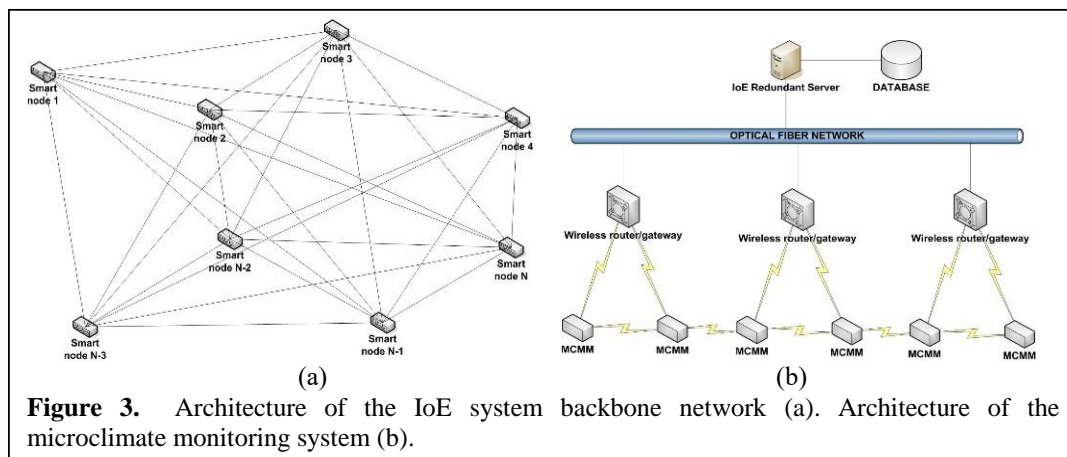 Smart
node 3
Smart
node 1
Smart
node 2
Smart
node 4
Smart
node N-2
Smart
node N
Smart
node N-3
Smart
node N-1
(a)
IoE Redundant Server
DATABASE
OPTICAL FIBER NETWORK
Wireless router/gateway
Wireless router/gateway
Wireless router/gateway
MCMM
MCMM
MCMM
MCMM
MCMM
MCMM
(b)
Figure 3. Architecture of the IoE system backbone network (a). Architecture of the
microclimate monitoring system (b).